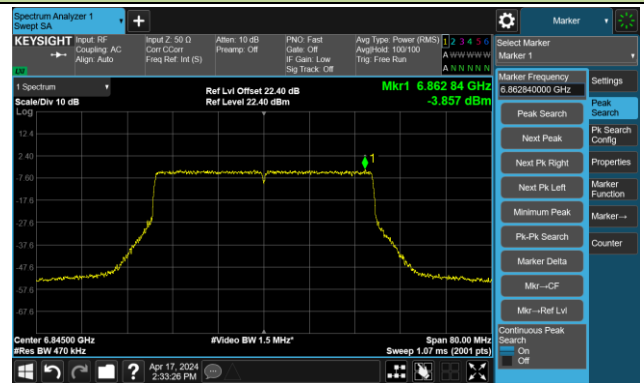 Spectrum Analyzer 1
Swept SA
Marker
KEYSIGHT
Input: RF
Coupling: AC
Align: Auto
Input Z: 50 Ω
Corr CCorr
Freq Ref: Int (S)
Atten: 10 dB
Preamp: Off
PNO: Fast
Gate: Off
IF Gain: Low
Sig Track: Off
Avg Type: Power (RMS)
Avg|Hold: 100/100
Trig: Free Run
1 2 3 4 5 6
A W W W W W
A N N N N N
Select Marker
Marker 1
1 Spectrum
Scale/Div 10 dB
Log
Ref Lvl Offset 22.40 dB
Ref Level 22.40 dBm
Mkr1 6.862 84 GHz
-3.857 dBm
12.4
2.40
-7.60
-17.6
-27.6
-37.6
-47.6
-57.6
-67.6
1
Center 6.84500 GHz
#Res BW 470 kHz
#Video BW 1.5 MHz*
Span 80.00 MHz
Sweep 1.07 ms (2001 pts)
Marker Frequency
6.862840000 GHz
Peak Search
Next Peak
Next Pk Right
Next Pk Left
Minimum Peak
Pk-Pk Search
Marker Delta
Mkr→CF
Mkr→Ref Lvl
Continuous Peak
Search
On
Off
Settings
Peak
Search
Pk Search
Config
Properties
Marker
Function
Marker→
Counter
Apr 17, 2024
2:33:26 PM